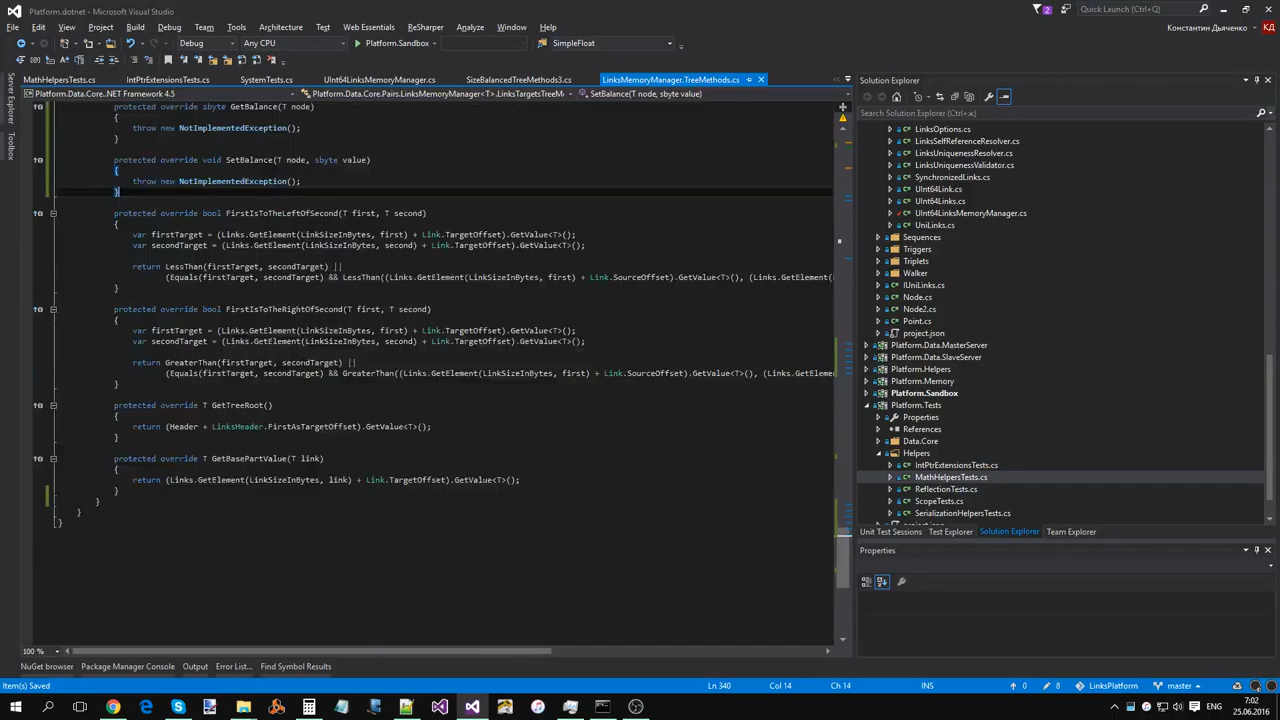 Platform.dotnet - Microsoft Visual Studio
2
Quick Launch (Ctrl+;)
File Edit View Project Build Debug Team Tools Architecture Test Web Essentials ReSharper Analyze Window Help
Константин Дьяченко КД
Debug Any CPU Platform.Sandbox SimpleFloat
Server Explorer
Toolbox
MathHelpersTests.cs IntPtrExtensionsTests.cs SystemTests.cs UInt64LinksMemoryManager.cs SizeBalancedTreeMethods3.cs LinksMemoryManager.TreeMethods.cs
Platform.Data.Core..NET Framework 4.5 Platform.Data.Core.Pairs.LinksMemoryManager<T>.LinksTargetsTreeM SetBalance(T node, sbyte value)
protected override sbyte GetBalance(T node)
{
throw new NotImplementedException();
}
protected override void SetBalance(T node, sbyte value)
{
throw new NotImplementedException();
}
protected override bool FirstIsToTheLeftOfSecond(T first, T second)
{
var firstTarget = (Links.GetElement(LinkSizeInBytes, first) + Link.TargetOffset).GetValue<T>();
var secondTarget = (Links.GetElement(LinkSizeInBytes, second) + Link.TargetOffset).GetValue<T>();
return LessThan(firstTarget, secondTarget) ||
(Equals(firstTarget, secondTarget) && LessThan((Links.GetElement(LinkSizeInBytes, first) + Link.SourceOffset).GetValue<T>(), (Links.GetElement(
}
protected override bool FirstIsToTheRightOfSecond(T first, T second)
{
var firstTarget = (Links.GetElement(LinkSizeInBytes, first) + Link.TargetOffset).GetValue<T>();
var secondTarget = (Links.GetElement(LinkSizeInBytes, second) + Link.TargetOffset).GetValue<T>();
return GreaterThan(firstTarget, secondTarget) ||
(Equals(firstTarget, secondTarget) && GreaterThan((Links.GetElement(LinkSizeInBytes, first) + Link.SourceOffset).GetValue<T>(), (Links.GetElem
}
protected override T GetTreeRoot()
{
return (Header + LinksHeader.FirstAsTargetOffset).GetValue<T>();
}
protected override T GetBasePartValue(T link)
{
return (Links.GetElement(LinkSizeInBytes, link) + Link.TargetOffset).GetValue<T>();
}
}
}
}
100 %
Solution Explorer
Search Solution Explorer (Ctrl+ж)
LinksOptions.cs
LinksSelfReferenceResolver.cs
LinksUniquenessResolver.cs
LinksUniquenessValidator.cs
SynchronizedLinks.cs
UInt64Link.cs
UInt64Links.cs
UInt64LinksMemoryManager.cs
UniLinks.cs
Sequences
Triggers
Triplets
Walker
IUniLinks.cs
Node.cs
Node2.cs
Point.cs
project.json
Platform.Data.MasterServer
Platform.Data.SlaveServer
Platform.Helpers
Platform.Memory
Platform.Sandbox
Platform.Tests
Properties
References
Data.Core
Helpers
IntPtrExtensionsTests.cs
MathHelpersTests.cs
ReflectionTests.cs
ScopeTests.cs
SerializationHelpersTests.cs
project.json
Unit Test Sessions Test Explorer Solution Explorer Team Explorer
Properties
NuGet browser Package Manager Console Output Error List... Find Symbol Results
Item(s) Saved Ln 340 Col 14 Ch 14 INS 0 8 LinksPlatform master
7:02
25.06.2016